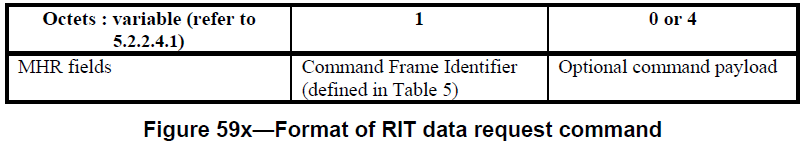 Octets : variable (refer to 5.2.2.4.1) 1 0 or 4
MHR fields Command Frame Identifier (defined in Table 5) Optional command payload
Figure 59x—Format of RIT data request command